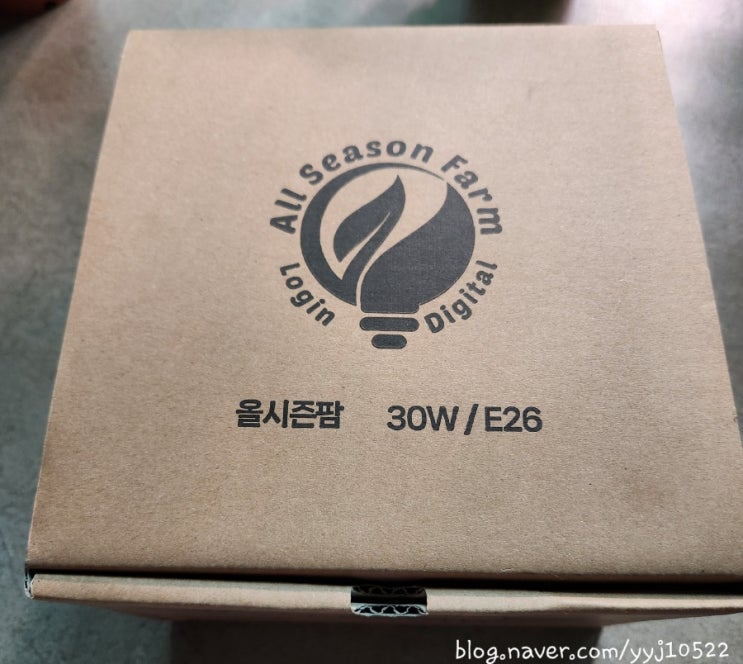 All Season Farm
Login Digital
올시즌팜 30W / E26
blog.naver.com/yyj10522